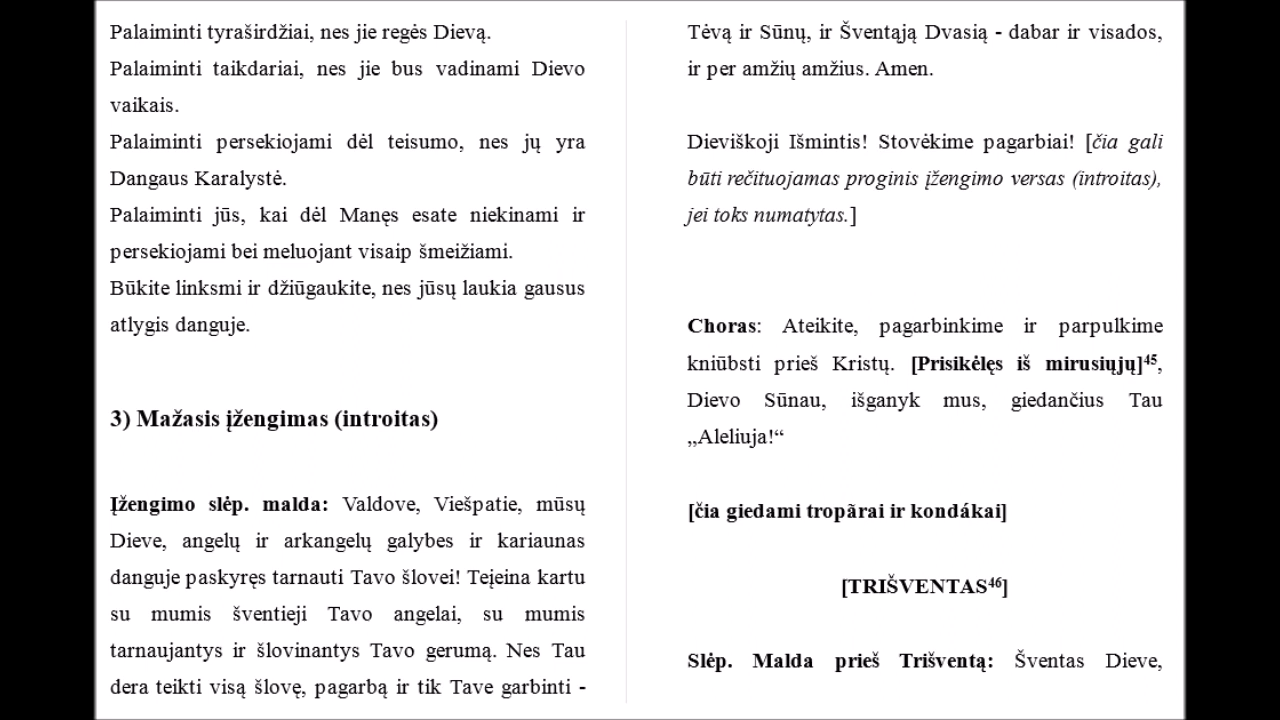 Palaiminti tyraširdžiai, nes jie regės Dievą.
Palaiminti taikdariai, nes jie bus vadinami Dievo
vaikais.
Palaiminti persekiojami dėl teisumo, nes jų yra
Dangaus Karalystė.
Palaiminti jūs, kai dėl Manęs esate niekinami ir
persekiojami bei meluojant visaip šmeižiami.
Būkite linksmi ir džiūgaukite, nes jūsų laukia gausus
atlygis danguje.
3) Mažasis įžengimas (introitas)
Įžengimo slėp. malda: Valdove, Viešpatie, mūsų
Dieve, angelų ir arkangelų galybes ir kariaunas
danguje paskyręs tarnauti Tavo šlovei! Teįeina kartu
su mumis šventieji Tavo angelai, su mumis
tarnaujantys ir šlovinantys Tavo gerumą. Nes Tau
dera teikti visą šlovę, pagarbą ir tik Tave garbinti -
Tėvą ir Sūnų, ir Šventąją Dvasią - dabar ir visados,
ir per amžių amžius. Amen.
Dieviškoji Išmintis! Stovėkime pagarbiai! [čia gali
būti rečituojamas proginis įžengimo versas (introitas),
jei toks numatytas.]
Choras: Ateikite, pagarbinkime ir parpulkime
kniūbsti prieš Kristų. [Prisikėlęs iš mirusiųjų]⁴⁵,
Dievo Sūnau, išganyk mus, giedančius Tau
„Aleliuja!“
[čia giedami tropãrai ir kondákai]
[TRIŠVENTAS⁴⁶]
Slėp. Malda prieš Trišventą: Šventas Dieve,